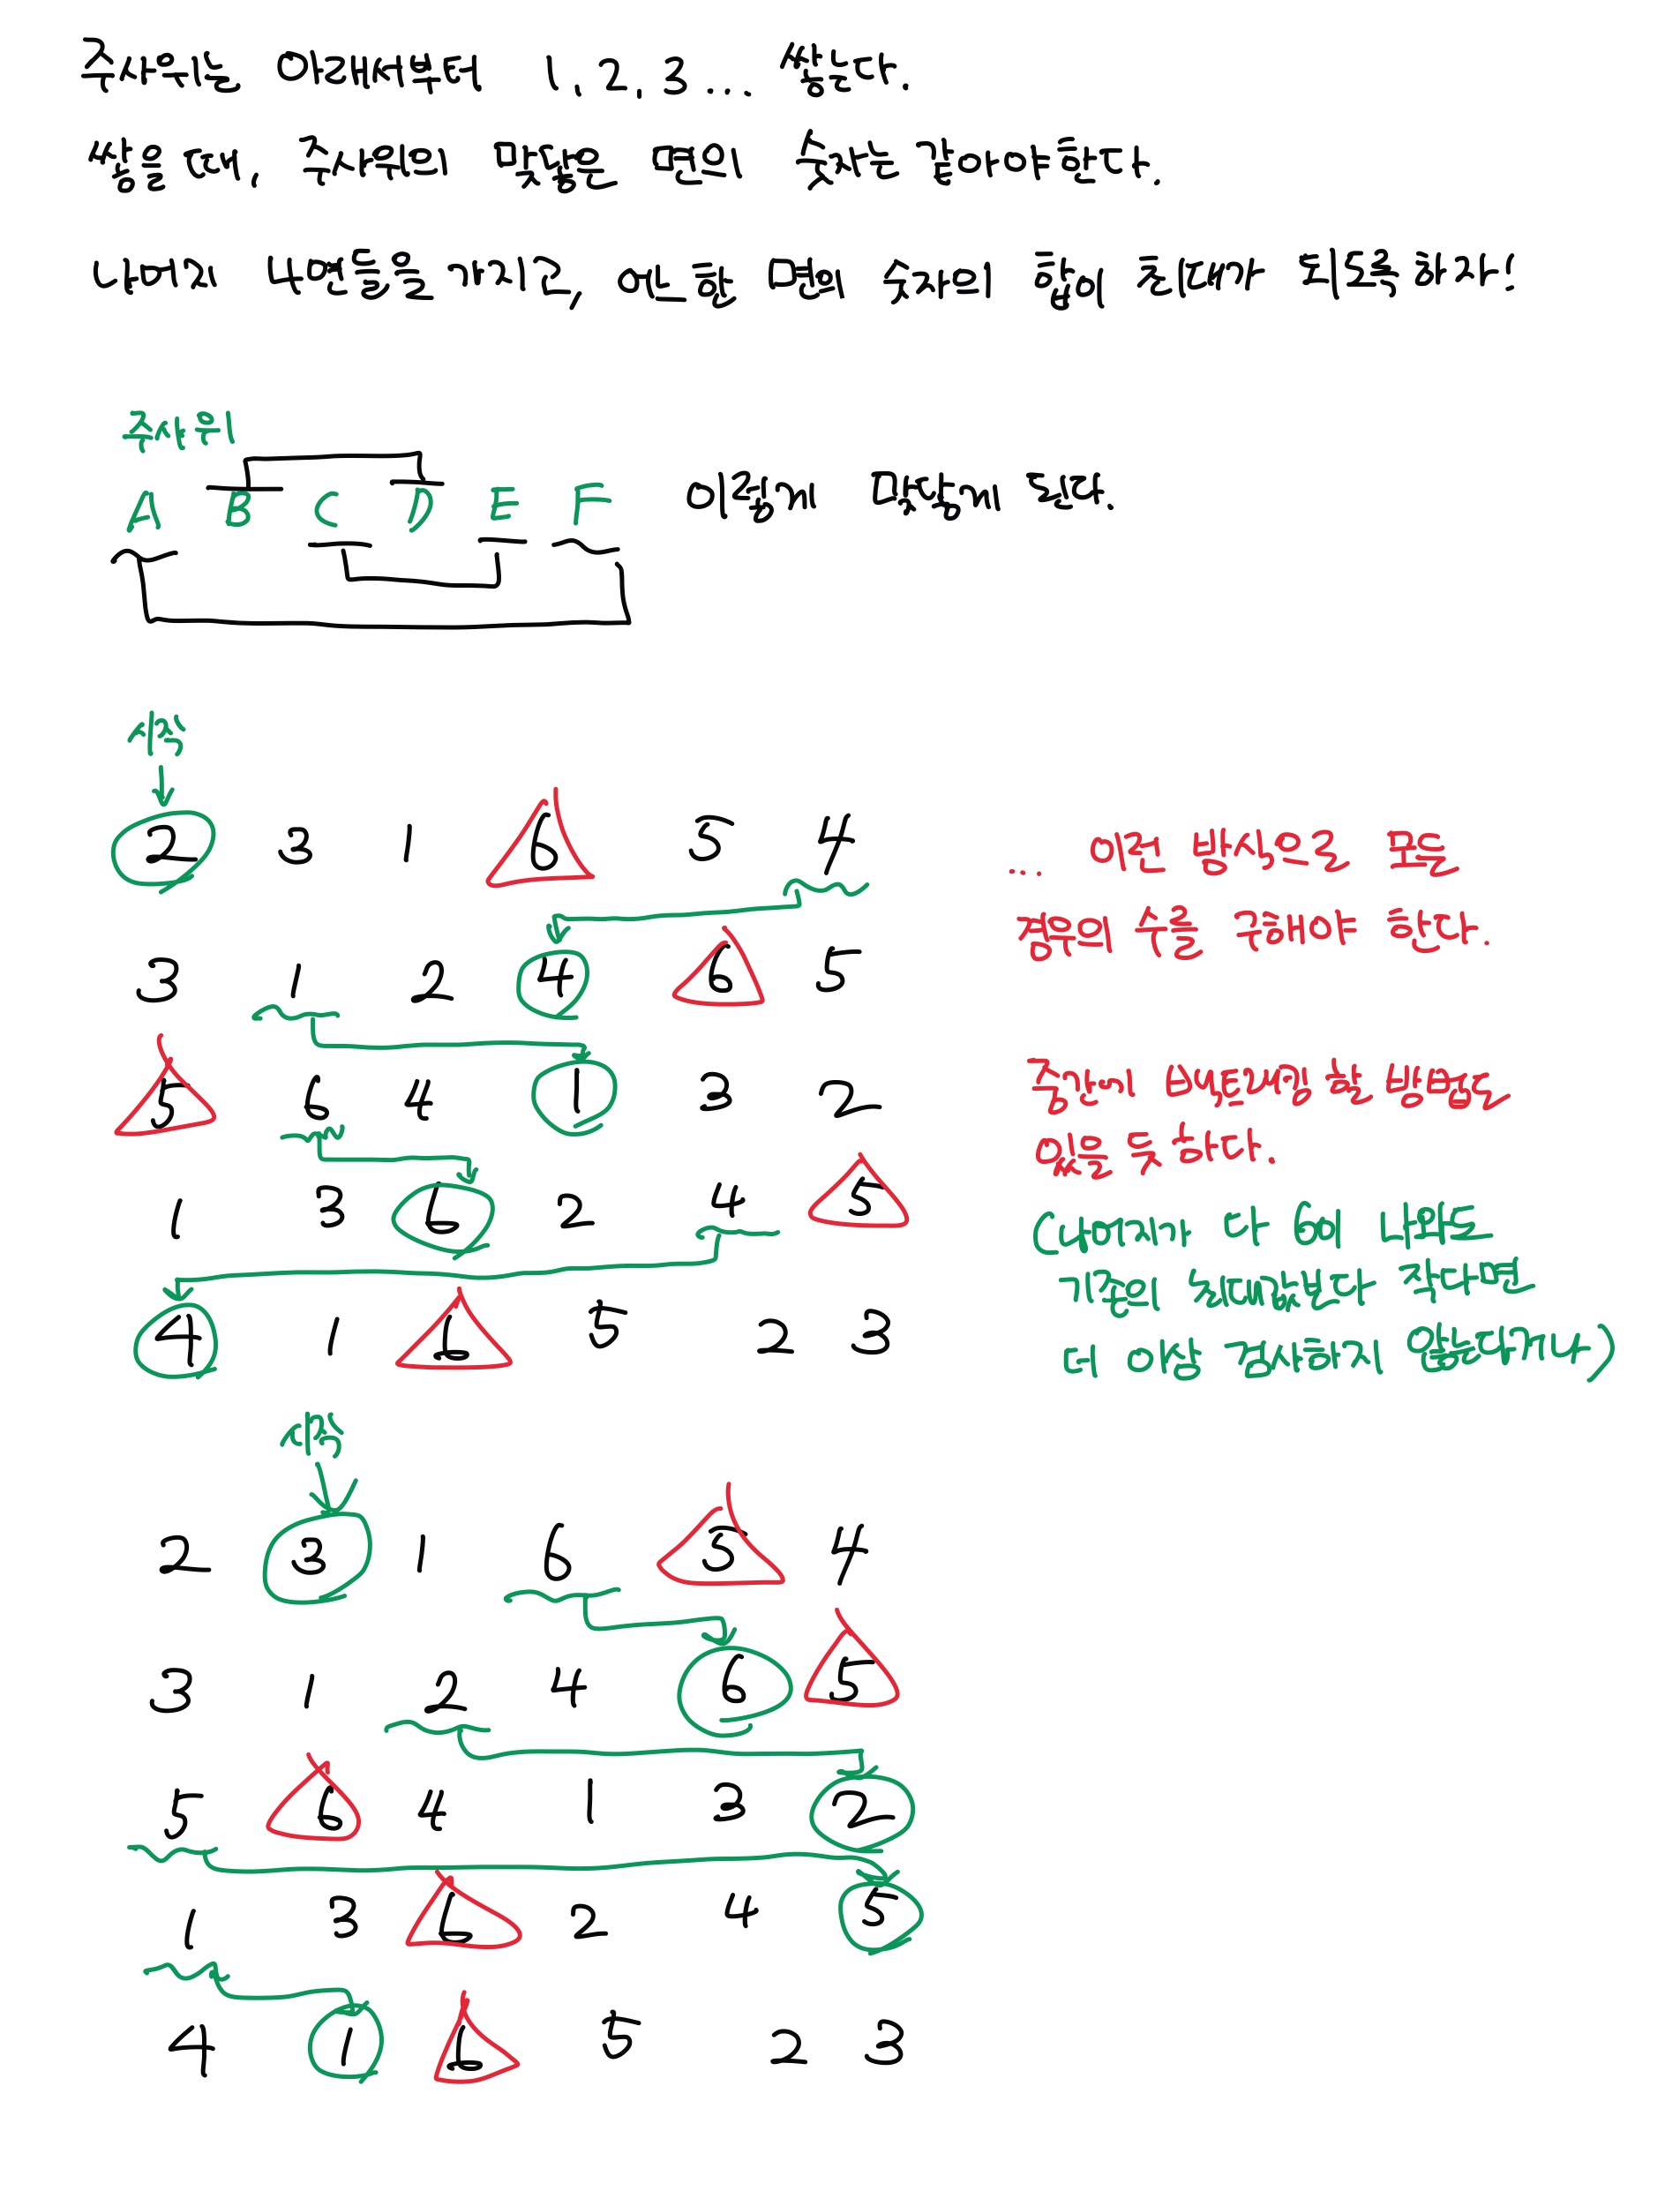 주사위는 아래서부터 1, 2, 3... 쌓는다.
쌓을 때, 주사위의 맞닿은 면의 숫자는 같아야한다.
나머지 나면들을 가지고, 에 한 면의 숫자의 합이 최대가 되도록 하자!
주사위
A B C D E F 이렇게 맞닿게 된다.
시작
2 3 1 6 5 4
3 1 2 4 6 5
5 6 4 1 3 2
1 3 6 2 4 5
4 1 6 5 2 3
... 이런 방식으로 모든
경우의 수를 구해야 한다.
중간에 백트래킹 할 방법도
있을 듯 하다.
(나머지가 다 6이 나와도
기존의 최대값보다 작다면
더 이상 검사하지 않는다거나)
시작
2 3 1 6 5 4
3 1 2 4 6 5
5 6 4 1 3 2
1 3 6 2 4 5
4 1 6 5 2 3